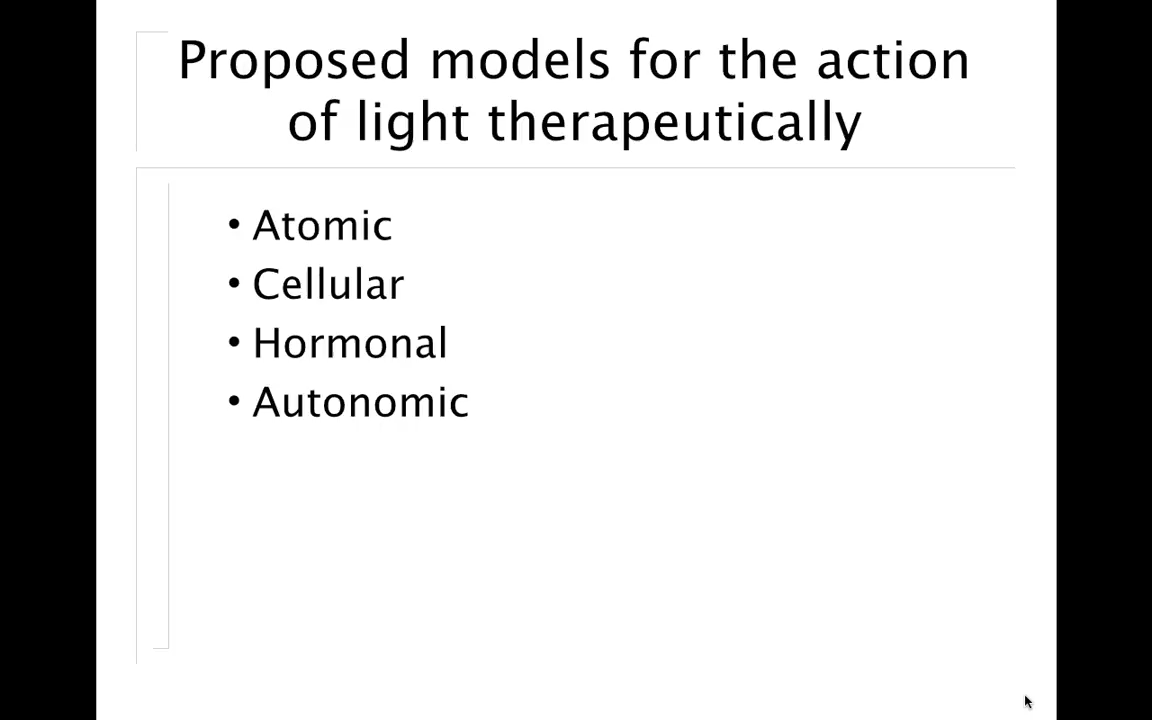 Proposed models for the action
of light therapeutically
• Atomic
• Cellular
• Hormonal
• Autonomic